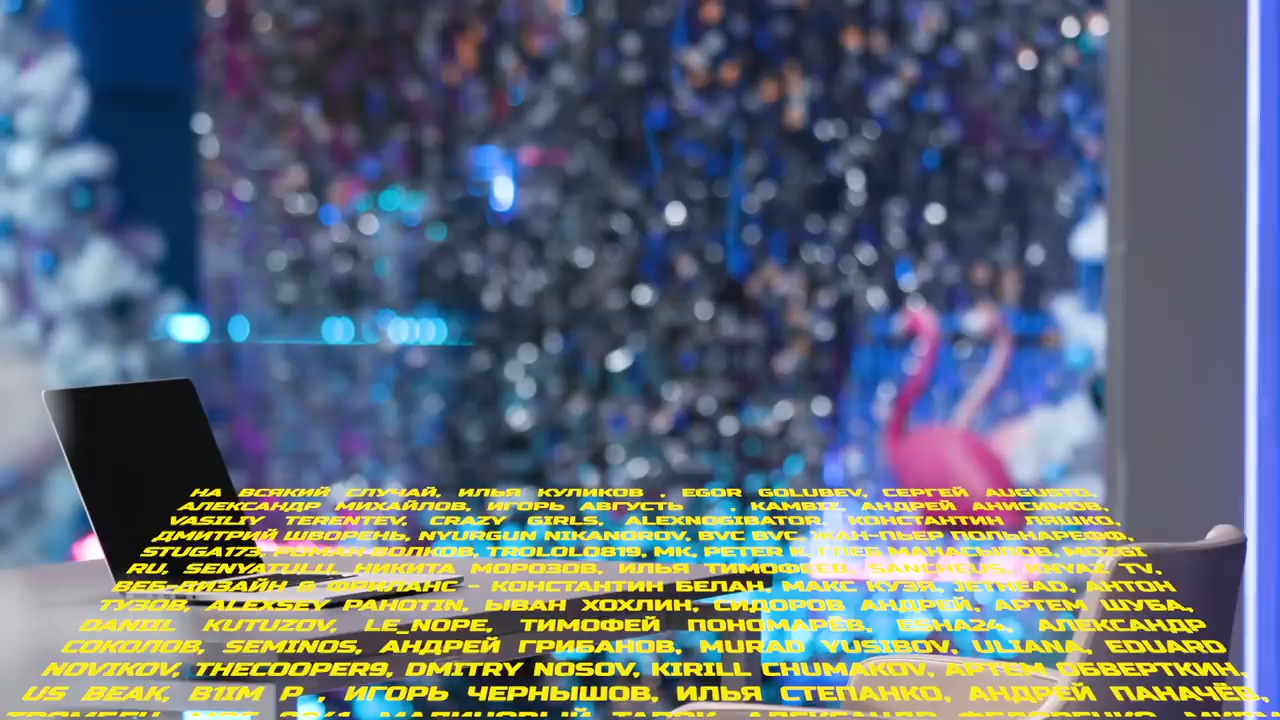 НА ВСЯКИЙ СЛУЧАЙ, ИЛЬЯ КУЛИКОВ , EGOR GOLUBEV, СЕРГЕЙ AUGUSTO,
АЛЕКСАНДР МИХАЙЛОВ, ИГОРЬ АВГУСТЬ , KAMBIZ, АНДРЕЙ АНИСИМОВ,
VASILIY TERENTEV, CRAZY GIRLS, ALEXNOGIBATOR, КОНСТАНТИН ЛЯШКО,
ДМИТРИЙ ШВОРЕНЬ, NYURGUN NIKANOROV, BVC BVC, ЖАН-ПЬЕР ПОЛЬНАРЕФФ,
STUGA173, РОМАН ВОЛКОВ, TROLOLO819, MK, PETER K, ГЛЕБ МАНАСЫПОВ, MOZGI
RU, SENYATULU, НИКИТА МОРОЗОВ, ИЛЬЯ ТИМОФЕЕВ, SANCHEUS, KNYAZ TV,
ВЕБ-ДИЗАЙН & ФРИЛАНС - КОНСТАНТИН БЕЛАН, МАКС КУЗЯ, JETHEAD, АНТОН
ТУЗОВ, ALEXSEY PAHOTIN, ЫВАН ХОХЛИН, СИДОРОВ АНДРЕЙ, АРТЕМ ШУБА,
DANIIL KUTUZOV, LE_NOPE, ТИМОФЕЙ ПОНОМАРЁВ, ESHA24, АЛЕКСАНДР
СОКОЛОВ, SEMINOS, АНДРЕЙ ГРИБАНОВ, MURAD YUSIBOV, ULIANA, EDUARD
NOVIKOV, THECOOPER9, DMITRY NOSOV, KIRILL CHUMAKOV, АРТЕМ ОБВЕРТКИН,
US BEAK, B1IM P , ИГОРЬ ЧЕРНЫШОВ, ИЛЬЯ СТЕПАНКО, АНДРЕЙ ПАНАЧЁВ,